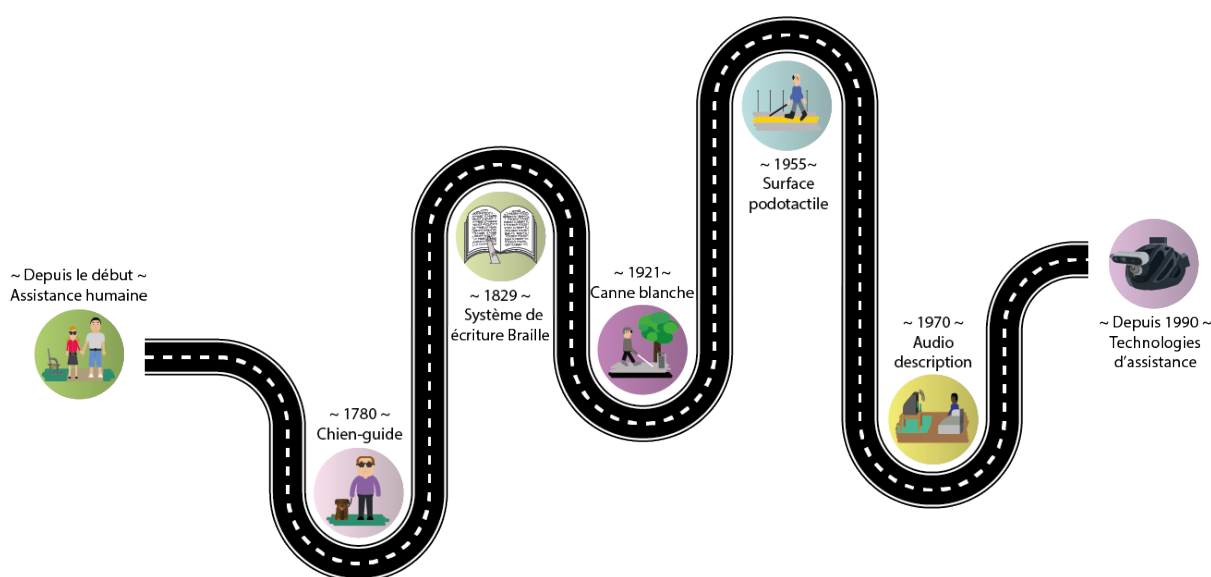 ~ Depuis le début ~
Assistance humaine
~ 1780 ~
Chien-guide
~ 1829 ~
Système de
écriture Braille
~ 1921~
Canne blanche
~ 1955~
Surface
podotactile
~ 1970 ~
Audio
description
~ Depuis 1990 ~
Technologies
d’assistance